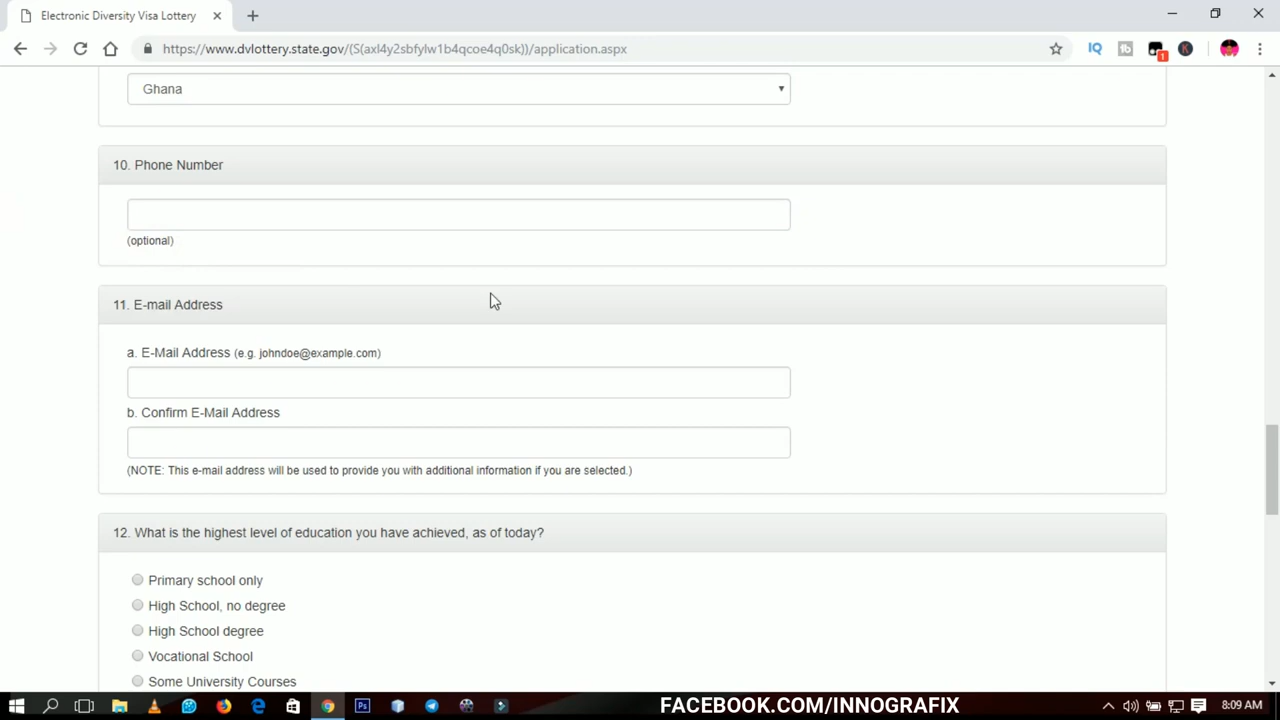 Electronic Diversity Visa Lottery
https://www.dvlottery.state.gov/(S(axl4y2sbfylw1b4qcoe4q0sk))/application.aspx
Ghana
10. Phone Number
(optional)
11. E-mail Address
a. E-Mail Address (e.g. johndoe@example.com)
b. Confirm E-Mail Address
(NOTE: This e-mail address will be used to provide you with additional information if you are selected.)
12. What is the highest level of education you have achieved, as of today?
Primary school only
High School, no degree
High School degree
Vocational School
Some University Courses
FACEBOOK.COM/INNOGRAFIX
8:09 AM
IQ
tb
1
K
Ps